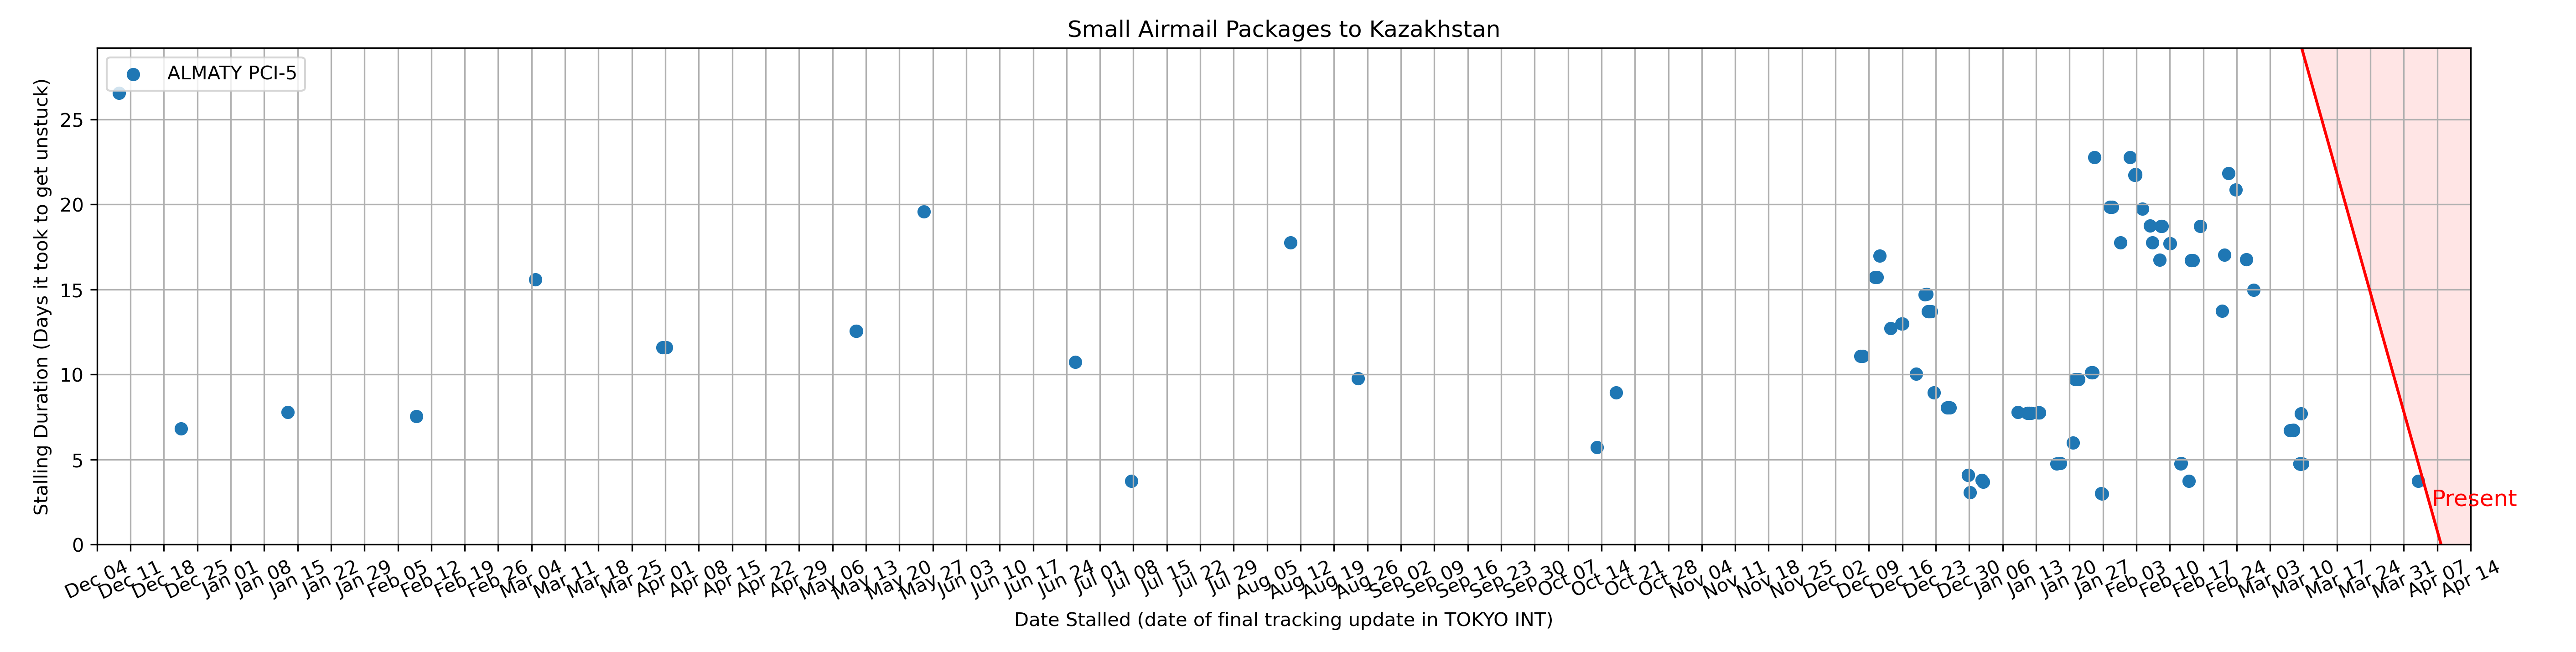 Small Airmail Packages to Kazakhstan
ALMATY PCI-5
Stalling Duration (Days it took to get unstuck)
25
20
15
10
5
0
Present
Dec 04
Dec 11
Dec 18
Dec 25
Jan 01
Jan 08
Jan 15
Jan 22
Jan 29
Feb 05
Feb 12
Feb 19
Feb 26
Mar 04
Mar 11
Mar 18
Mar 25
Apr 01
Apr 08
Apr 15
Apr 22
Apr 29
May 06
May 13
May 20
May 27
Jun 03
Jun 10
Jun 17
Jun 24
Jul 01
Jul 08
Jul 15
Jul 22
Jul 29
Aug 05
Aug 12
Aug 19
Aug 26
Sep 02
Sep 09
Sep 16
Sep 23
Sep 30
Oct 07
Oct 14
Oct 21
Oct 28
Nov 04
Nov 11
Nov 18
Nov 25
Dec 02
Dec 09
Dec 16
Dec 23
Dec 30
Jan 06
Jan 13
Jan 20
Jan 27
Feb 03
Feb 10
Feb 17
Feb 24
Mar 03
Mar 10
Mar 17
Mar 24
Mar 31
Apr 07
Apr 14
Date Stalled (date of final tracking update in TOKYO INT)